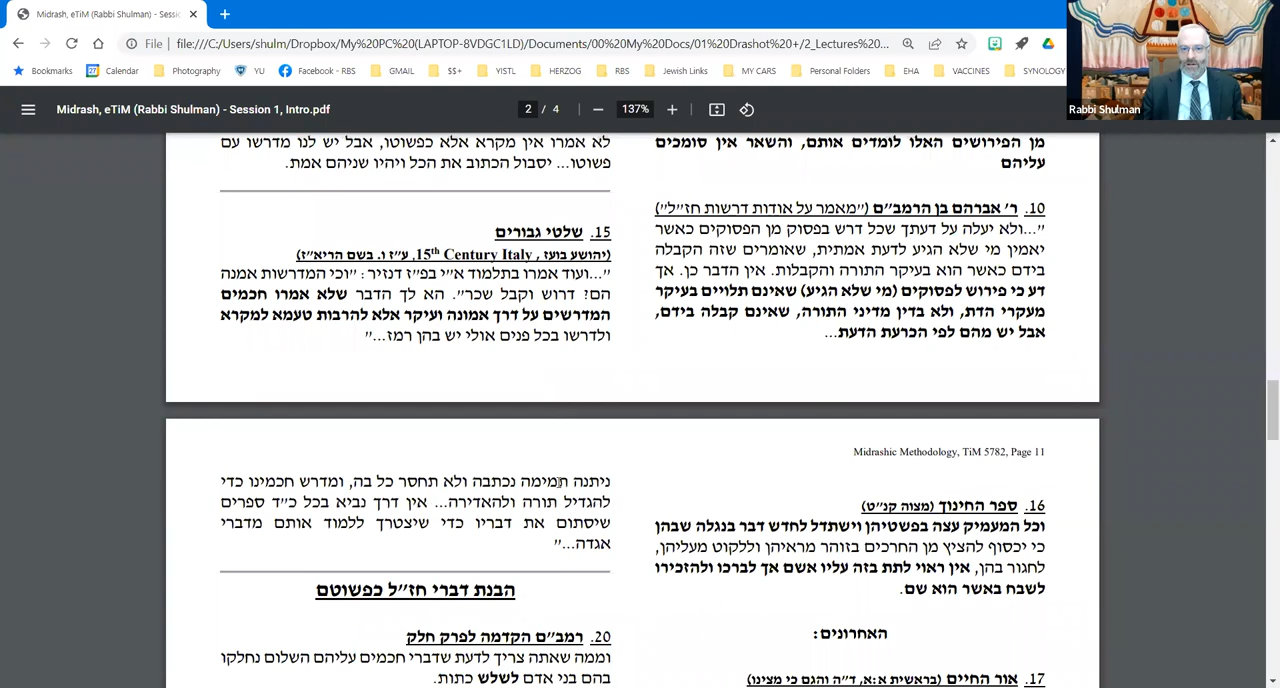 Midrash, eTiM (Rabbi Shulman) - Sessi
File
file:///C:/Users/shulm/Dropbox/My%20PC%20(LAPTOP-/DGC1LD)/Documents/00%20My%20Docs/01%20Drashot%20+/2_Lectures%20...
Bookmarks
Calendar
Photography
YU
Facebook - RBS
GMAIL
$$+
YISTL
HERZOG
RBS
Jewish Links
MY CARS
Personal Folders
EHA
VACCINES
SYNOLOGY
Rabbi Shulman
Midrash, eTiM (Rabbi Shulman) - Session 1, Intro.pdf
2 / 4
137%
מן הפירושים האלו לומדים אותם, והשאר אין סומכים
עליהם
10. ר' אברהם בן הרמב"ם ("מאמר על אודות דרשות חז"ל")
"...ולא יעלה על דעתך שכל דרש בפסוק מן הפסוקים כאשר
יאמין מי שלא הגיע לדעת אמתית, שאומרים שזה הקבלה
בידם כאשר הוא בעיקר התורה והקבלות. אין הדבר כן. אך
דע כי פירוש לפסוקים (מי שלא הגיע) שאינם תלויים בעיקר
מעקרי הדת, ולא בדין מדיני התורה, שאינם קבלה בידם,
אבל יש מהם לפי הכרעת הדעת...
לא אמרו אין מקרא אלא כפשוטו, אבל יש לנו מדרשו עם
פשוטו... יסבול הכתוב את הכל ויהיו שניהם אמת.
15. שלטי גבורים
(יהושע בועז, 15th Century Italy, ע"ז ו. בשם הריא"ז)
"...ועוד אמרו בתלמוד א"י בפ"ז דנזיר: "וכי המדרשות אמנה
הם? דרוש וקבל שכר". הא לך הדבר שלא אמרו חכמים
המדרשים על דרך אמונה ועיקר אלא להרבות טעמא למקרא
ולדרשו בכל פנים אולי יש בהן רמז..."
Midrashic Methodology, TiM 5782, Page 11
16. ספר החינוך (מצוה קנ"ט)
וכל המעמיק עצה בפשטיהן וישתדל לחדש דבר בנגלה שבהן
כי יכסוף להציץ מן החרכים בזוהר מראיהן וללקוט מעליהן,
לחגור בהן, אין ראוי לתת בזה עליו אשם אך לברכו ולהזכירו
לשבח באשר הוא שם.
האחרונים:
17. אור החיים (בראשית א:א, ד"ה והגם כי מצינו)
ניתנה תמימה נכתבה ולא תחסר כל בה, ומדרש חכמינו כדי
להגדיל תורה ולהאדירה... אין דרך נביא בכל כ"ד ספרים
שיסתום את דבריו כדי שיצטרך ללמוד אותם מדברי
אגדה..."
הבנת דברי חז"ל כפשוטם
20. רמב"ם הקדמה לפרק חלק
וממה שאתה צריך לדעת שדברי חכמים עליהם השלום נחלקו
בהם בני אדם לשלש כתות.